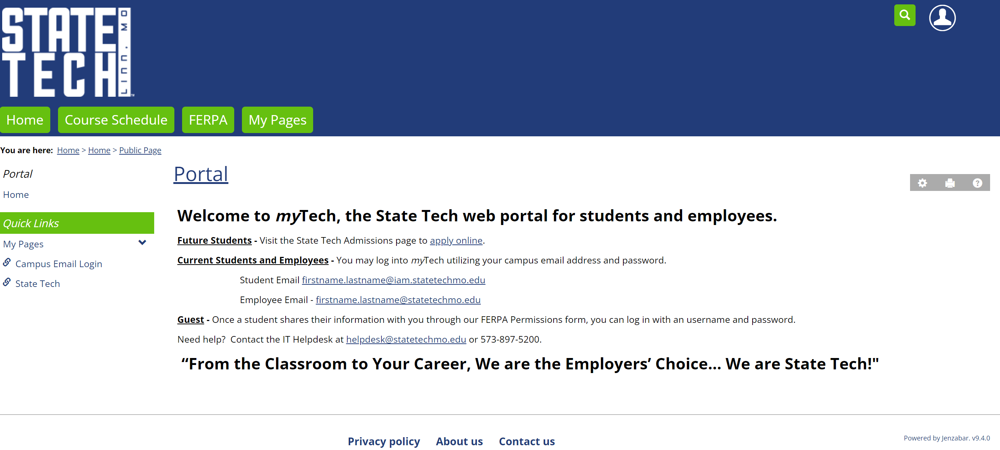 STATE
TECH
Linn, MO
Home
Course Schedule
FERPA
My Pages
You are here: Home > Home > Public Page
Portal
Home
Quick Links
My Pages
Campus Email Login
State Tech
Portal
Welcome to myTech, the State Tech web portal for students and employees.
Future Students - Visit the State Tech Admissions page to apply online.
Current Students and Employees - You may log into myTech utilizing your campus email address and password.
Student Email firstname.lastname@iam.statetechmo.edu
Employee Email - firstname.lastname@statetechmo.edu
Guest - Once a student shares their information with you through our FERPA Permissions form, you can log in with an username and password.
Need help?  Contact the IT Helpdesk at helpdesk@statetechmo.edu or 573-897-5200.
“From the Classroom to Your Career, We are the Employers’ Choice... We are State Tech!"
Privacy policy
About us
Contact us
Powered by Jenzabar. v9.4.0